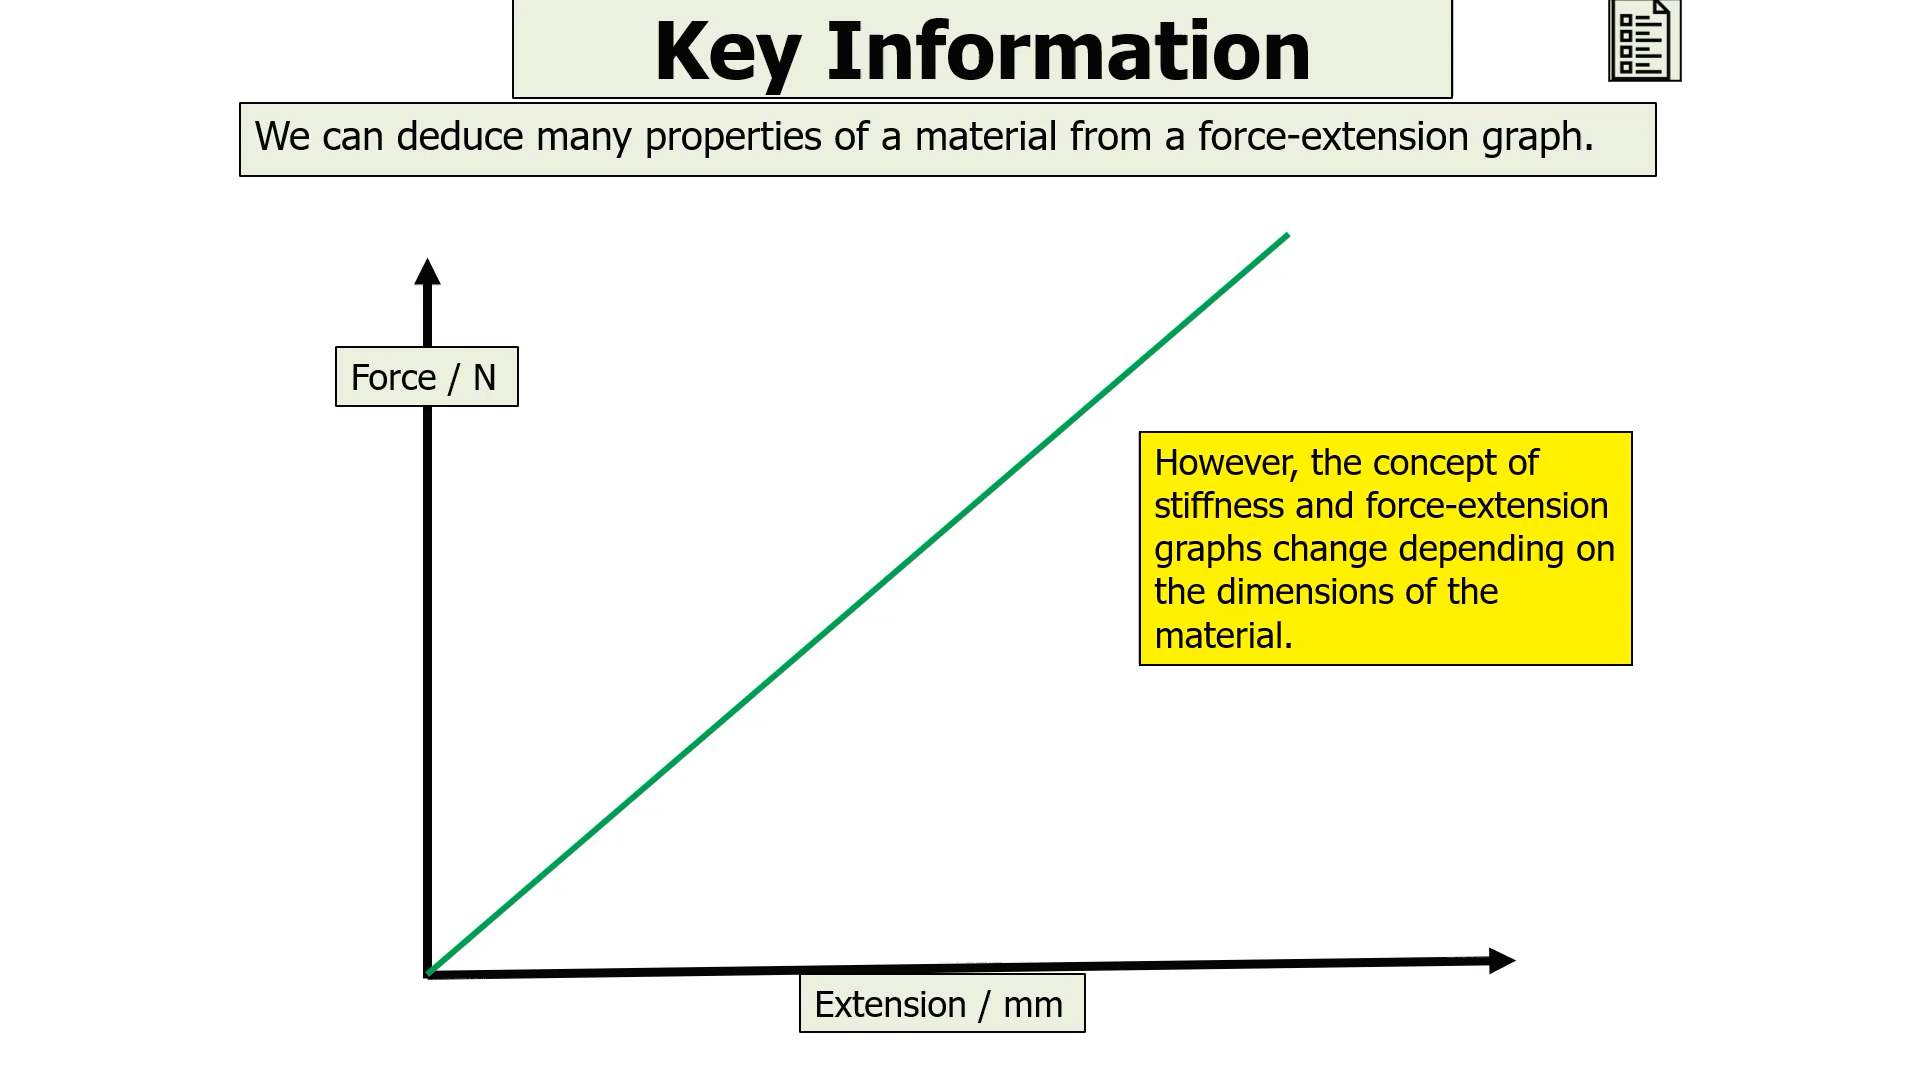 Key Information
We can deduce many properties of a material from a force-extension graph.
Force / N
However, the concept of
stiffness and force-extension
graphs change depending on
the dimensions of the
material.
Extension / mm